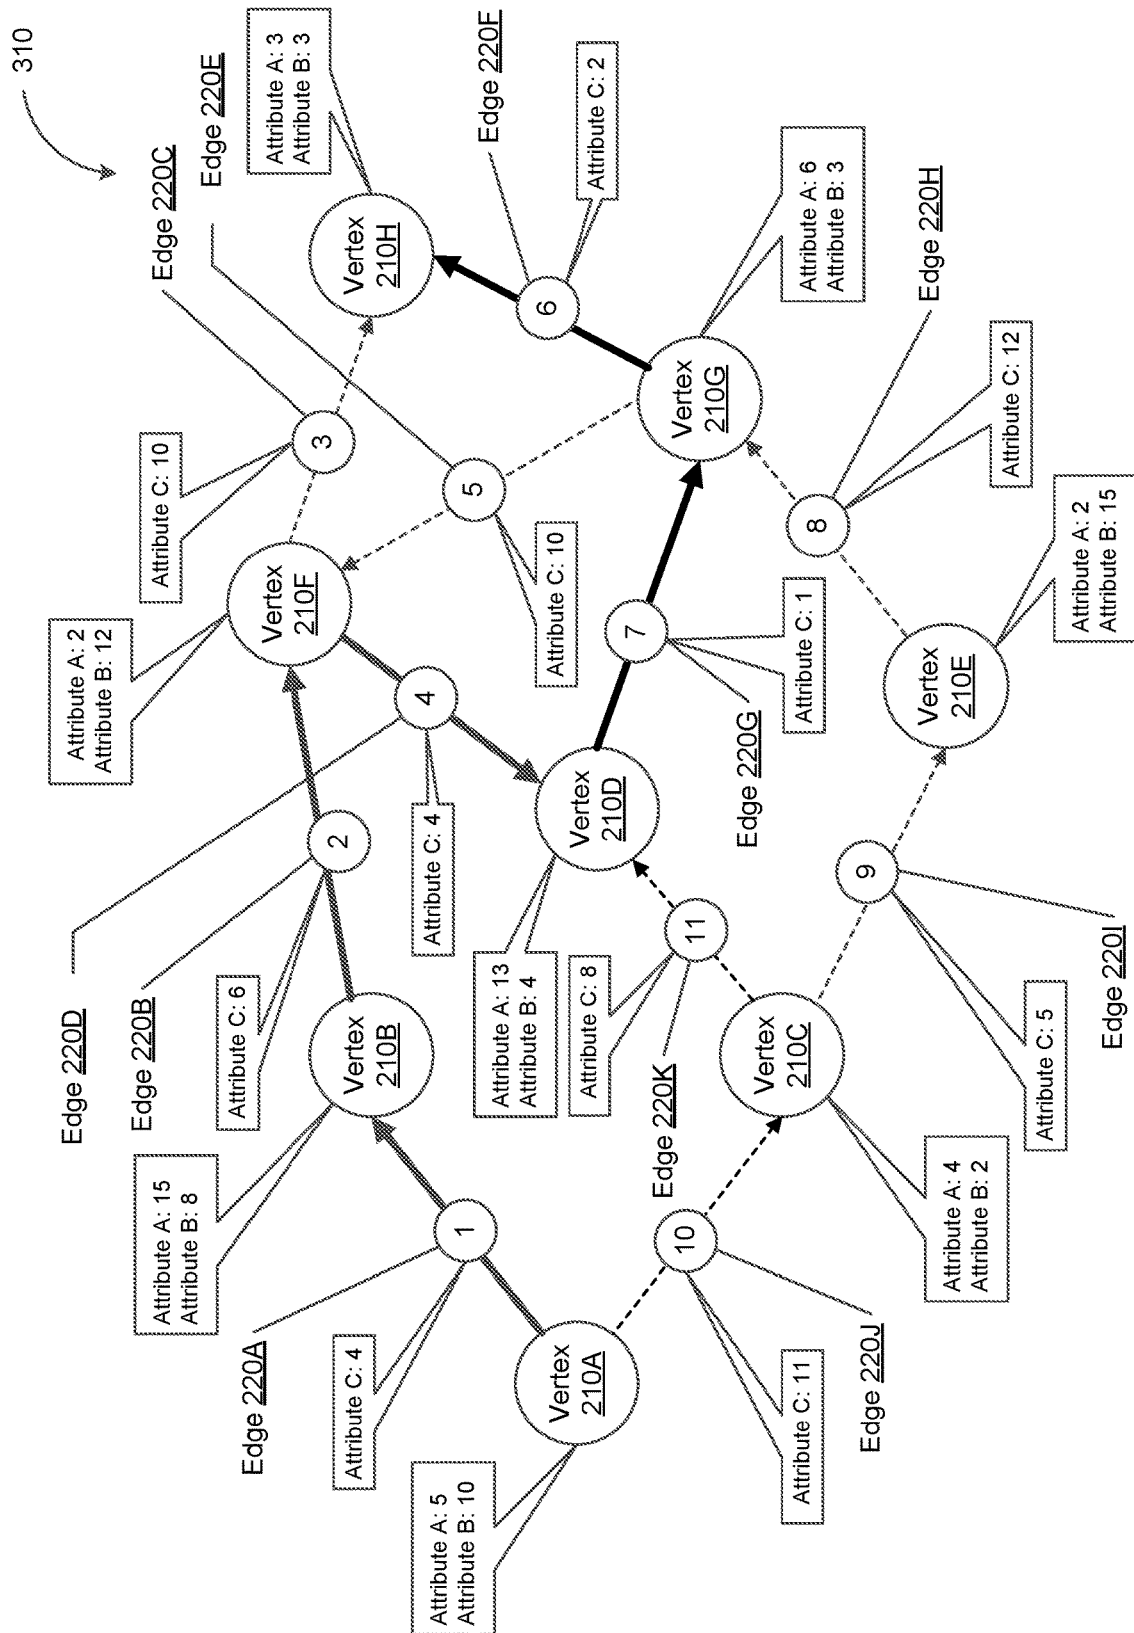 310
Edge 220D
Edge 220B
Edge 220C
Edge 220E
Edge 220A
Attribute A: 15
Attribute B: 8
Attribute C: 6
Attribute A: 2
Attribute B: 12
Attribute C: 10
Attribute A: 3
Attribute B: 3
Edge 220F
Vertex
210B
2
Vertex
210F
3
Vertex
210H
Attribute C: 4
1
Attribute C: 4
4
5
Attribute C: 10
6
Attribute C: 2
Attribute A: 5
Attribute B: 10
Vertex
210A
Attribute A: 13
Attribute B: 4
Vertex
210D
7
Vertex
210G
Attribute C: 8
11
Edge 220K
Edge 220G
Attribute C: 1
Attribute A: 6
Attribute B: 3
10
Vertex
210C
8
Edge 220H
Attribute C: 11
Edge 220J
9
Vertex
210E
Attribute C: 12
Attribute A: 4
Attribute B: 2
Attribute C: 5
Edge 220I
Attribute A: 2
Attribute B: 15